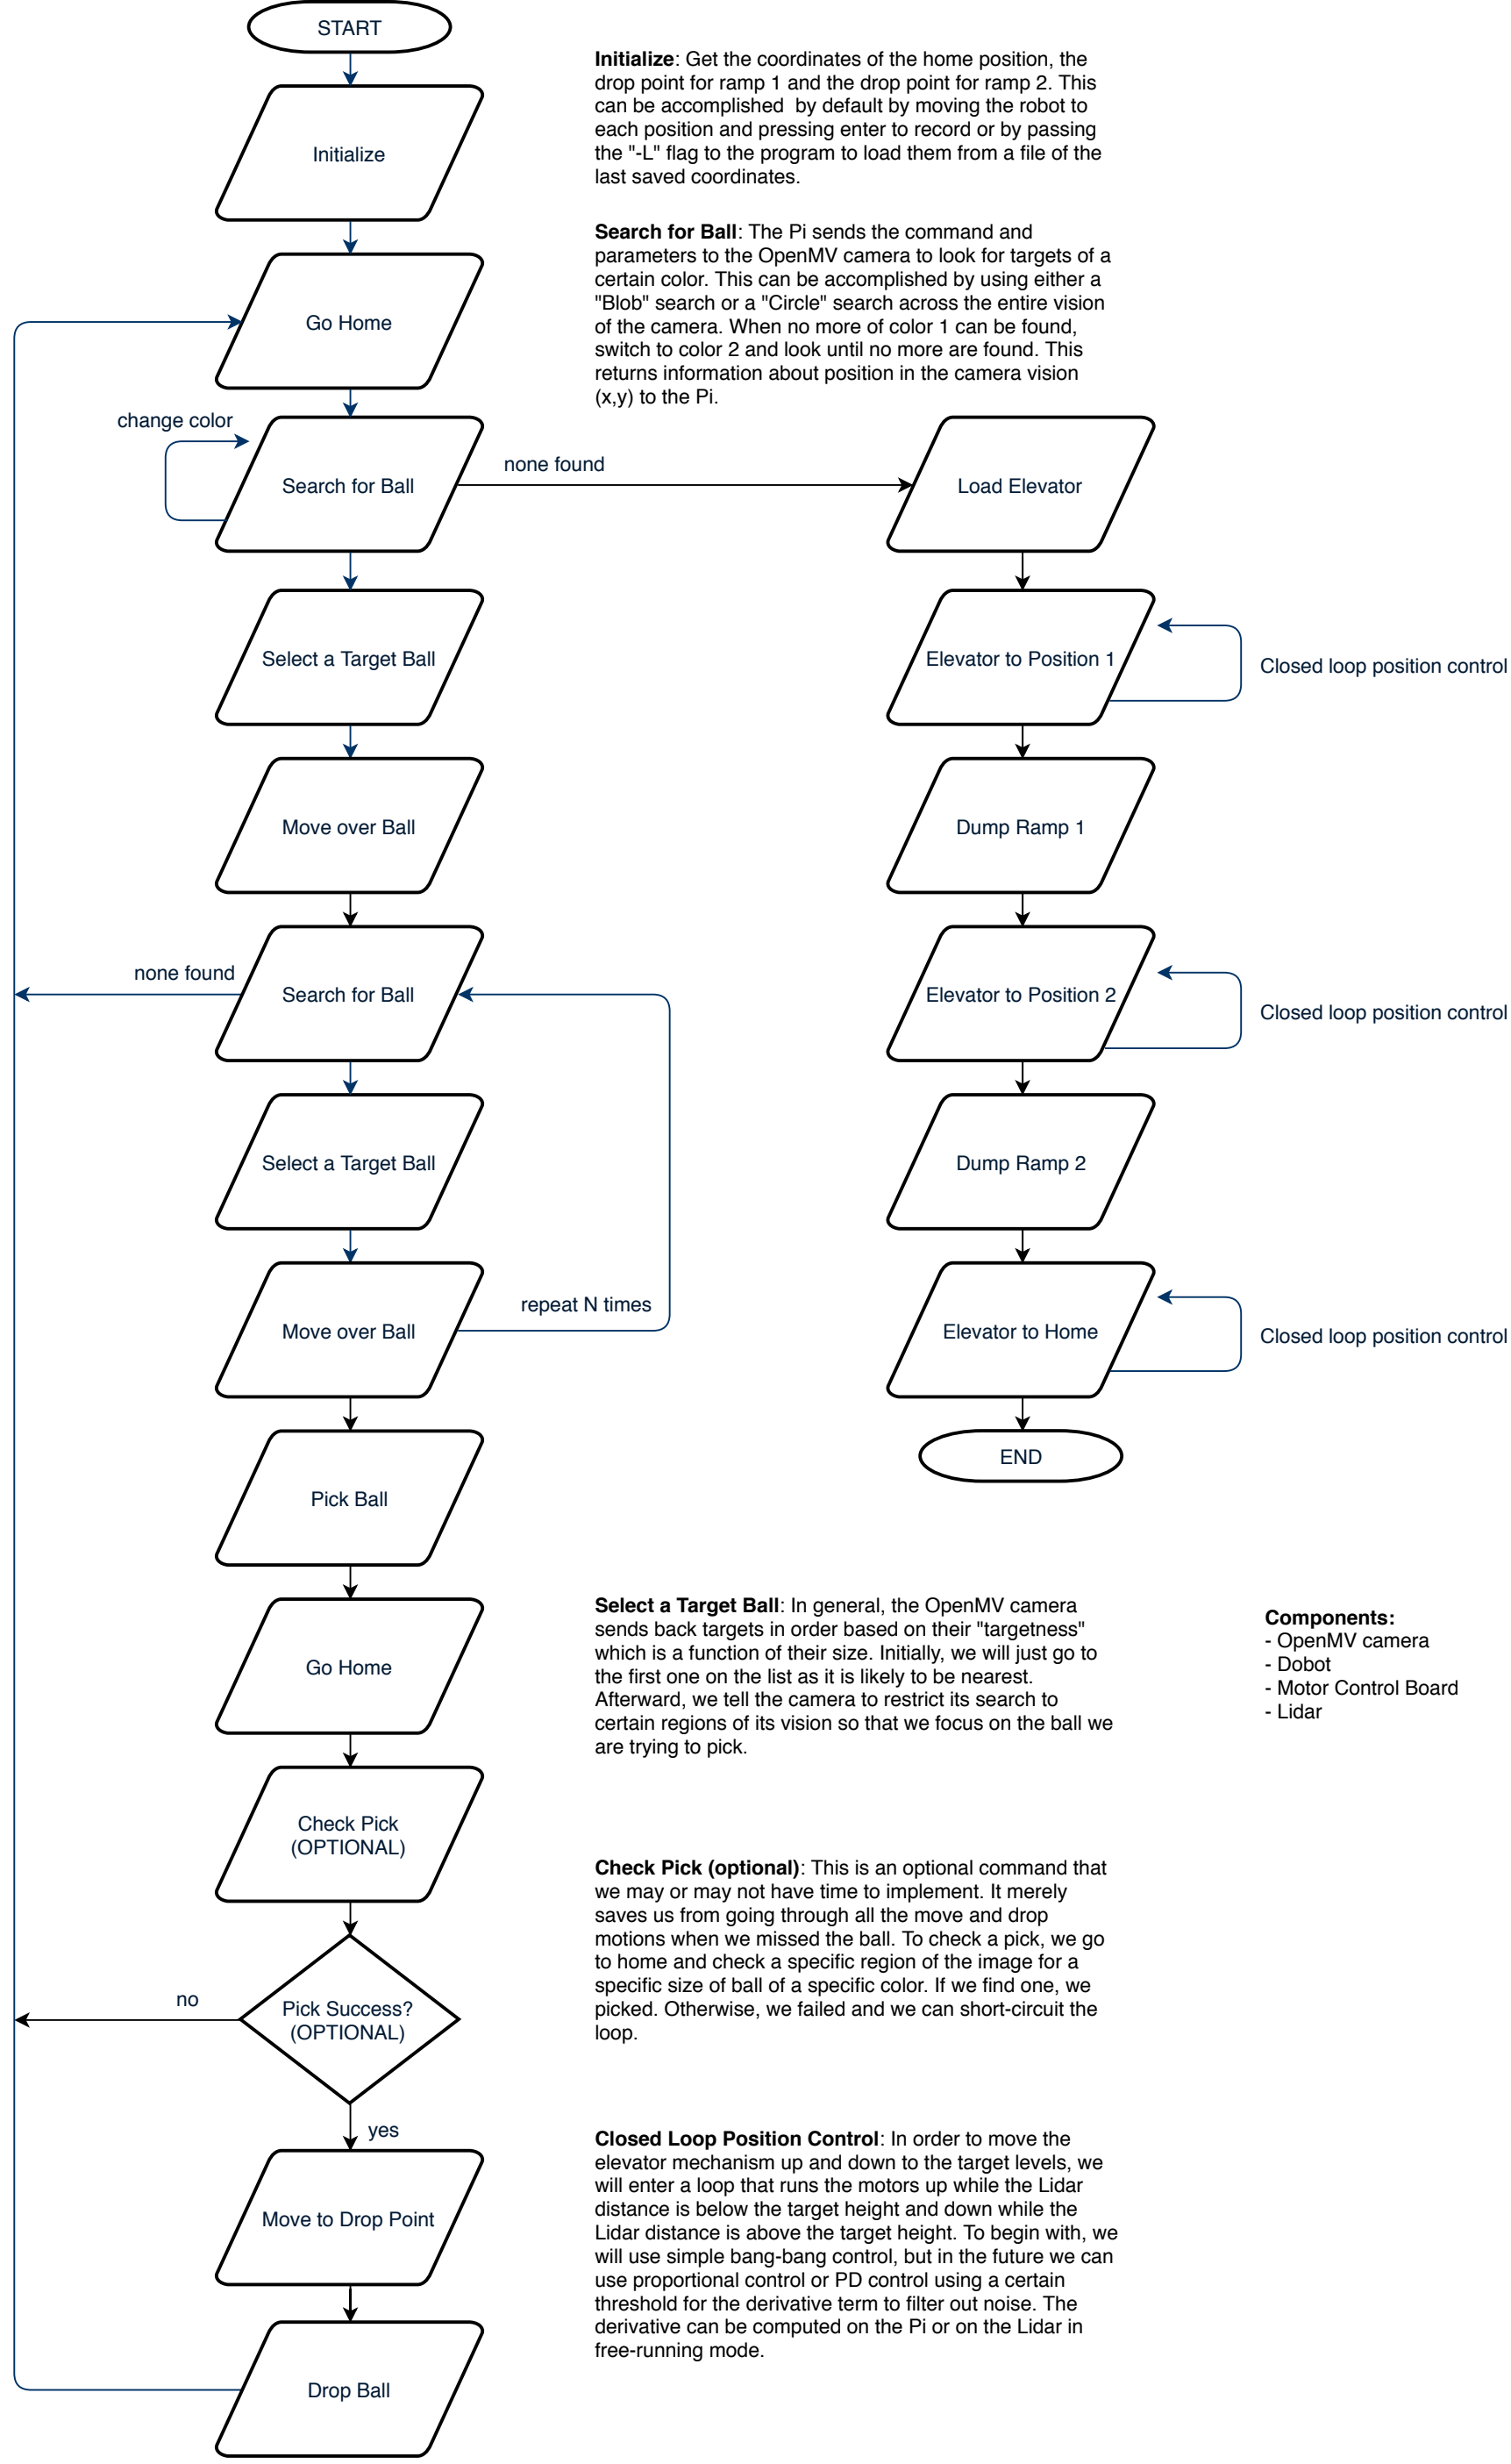 START
Initialize
Go Home
change color
Search for Ball
none found
Select a Target Ball
Move over Ball
none found
Search for Ball
Select a Target Ball
Move over Ball
repeat N times
Pick Ball
Go Home
Check Pick
(OPTIONAL)
Pick Success?
(OPTIONAL)
no
yes
Move to Drop Point
Drop Ball
Initialize: Get the coordinates of the home position, the
drop point for ramp 1 and the drop point for ramp 2. This
can be accomplished by default by moving the robot to
each position and pressing enter to record or by passing
the "-L" flag to the program to load them from a file of the
last saved coordinates.
Search for Ball: The Pi sends the command and
parameters to the OpenMV camera to look for targets of a
certain color. This can be accomplished by using either a
"Blob" search or a "Circle" search across the entire vision
of the camera. When no more of color 1 can be found,
switch to color 2 and look until no more are found. This
returns information about position in the camera vision
(x,y) to the Pi.
Load Elevator
Elevator to Position 1
Closed loop position control
Dump Ramp 1
Elevator to Position 2
Closed loop position control
Dump Ramp 2
Elevator to Home
Closed loop position control
END
Select a Target Ball: In general, the OpenMV camera
sends back targets in order based on their "targetness"
which is a function of their size. Initially, we will just go to
the first one on the list as it is likely to be nearest.
Afterward, we tell the camera to restrict its search to
certain regions of its vision so that we focus on the ball we
are trying to pick.
Components:
- OpenMV camera
- Dobot
- Motor Control Board
- Lidar
Check Pick (optional): This is an optional command that
we may or may not have time to implement. It merely
saves us from going through all the move and drop
motions when we missed the ball. To check a pick, we go
to home and check a specific region of the image for a
specific size of ball of a specific color. If we find one, we
picked. Otherwise, we failed and we can short-circuit the
loop.
Closed Loop Position Control: In order to move the
elevator mechanism up and down to the target levels, we
will enter a loop that runs the motors up while the Lidar
distance is below the target height and down while the
Lidar distance is above the target height. To begin with, we
will use simple bang-bang control, but in the future we can
use proportional control or PD control using a certain
threshold for the derivative term to filter out noise. The
derivative can be computed on the Pi or on the Lidar in
free-running mode.